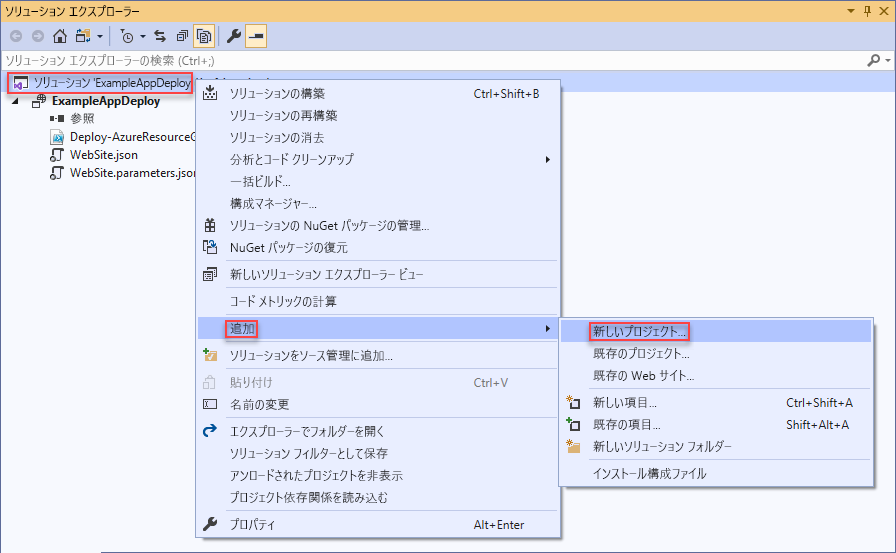 ソリューション エクスプローラー
ソリューション エクスプローラーの検索 (Ctrl+;)
ソリューション 'ExampleAppDeploy
ExampleAppDeploy
参照
Deploy-AzureResourceG
WebSite.json
WebSite.parameters.json
ソリューションの構築 Ctrl+Shift+B
ソリューションの再構築
ソリューションの消去
分析とコード クリーンアップ
一括ビルド...
構成マネージャー...
ソリューションの NuGet パッケージの管理...
NuGet パッケージの復元
新しいソリューション エクスプローラー ビュー
コード メトリックの計算
追加
ソリューションをソース管理に追加...
貼り付け Ctrl+V
名前の変更
エクスプローラーでフォルダーを開く
ソリューション フィルターとして保存
アンロードされたプロジェクトを非表示
プロジェクト依存関係を読み込む
プロパティ Alt+Enter
新しいプロジェクト...
既存のプロジェクト...
既存の Web サイト...
新しい項目... Ctrl+Shift+A
既存の項目... Shift+Alt+A
新しいソリューション フォルダー
インストール構成ファイル